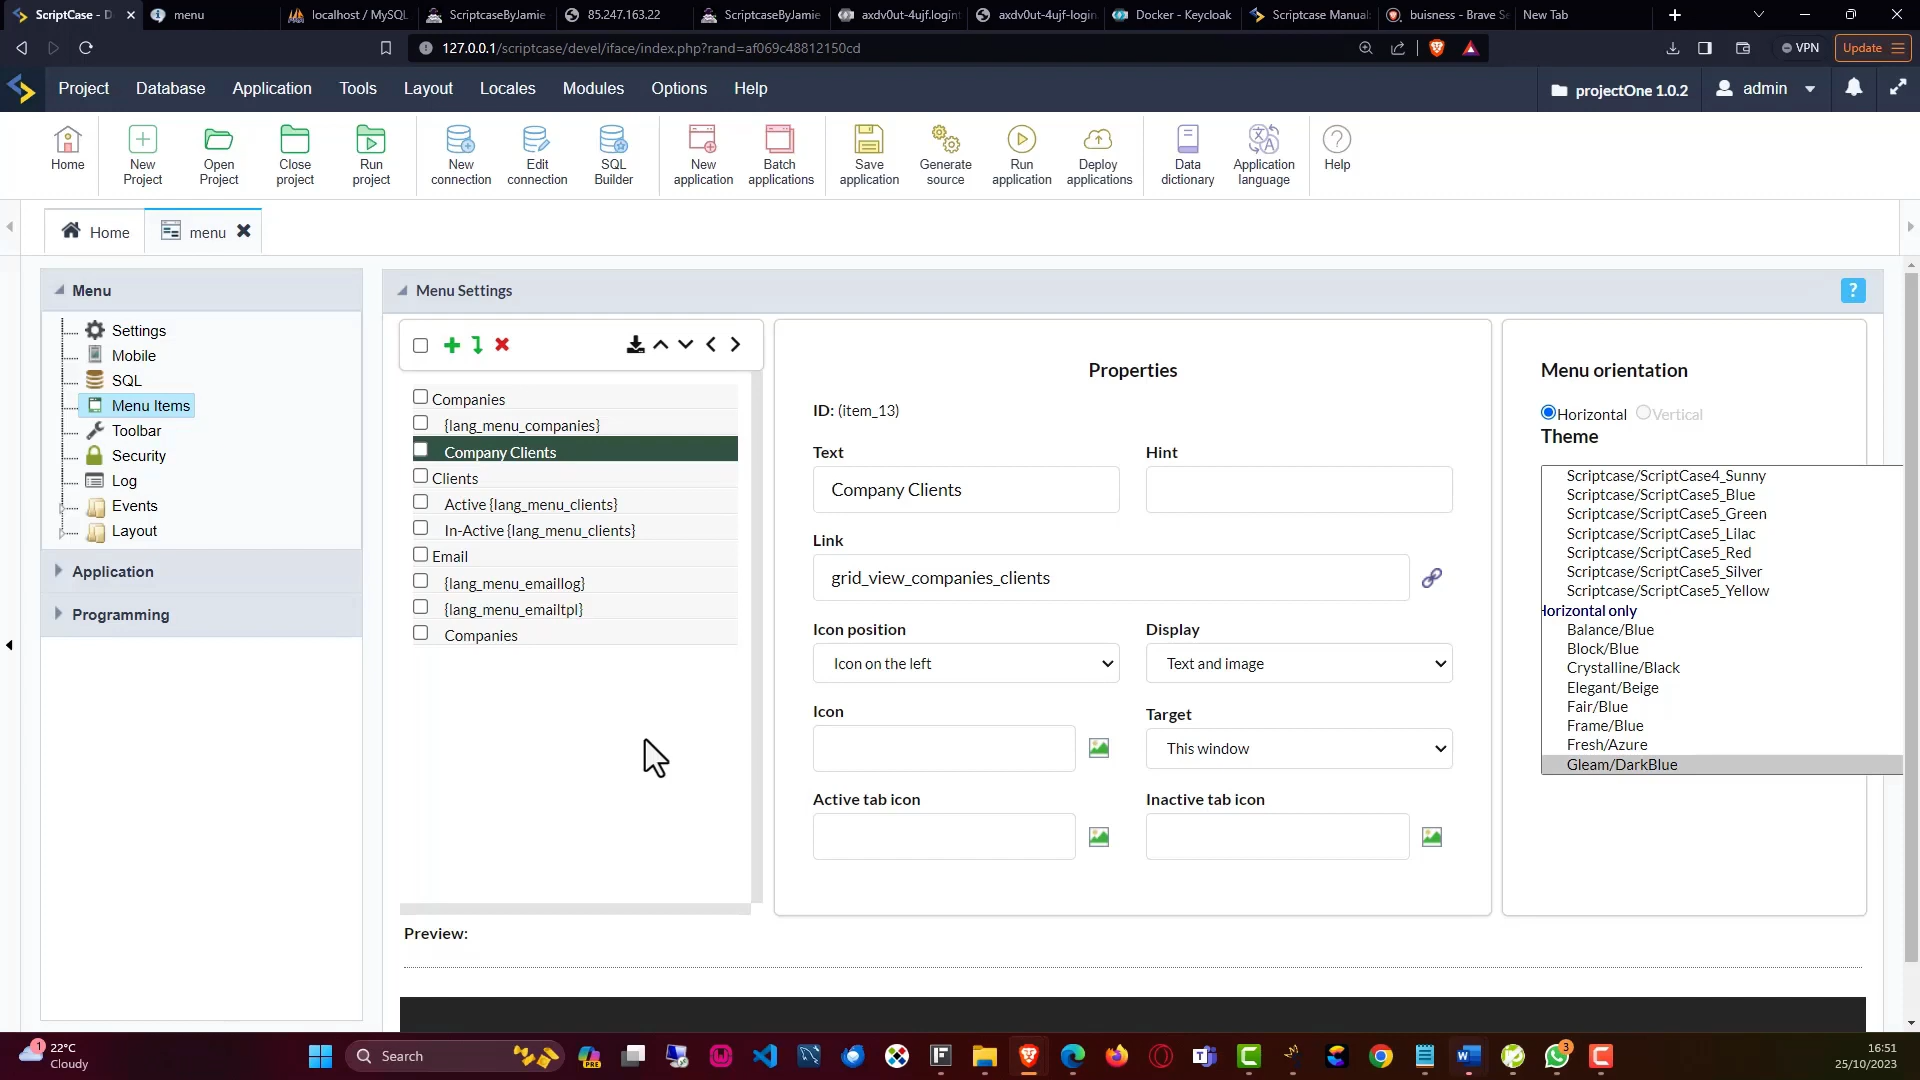 ScriptCase - D
menu
localhost / MySQL
ScriptcaseByJamie
85.247.163.22
ScriptcaseByJamie
axdv0ut-4ujf.logint
axdv0ut-4ujf-login.
Docker - Keycloak
Scriptcase Manual:
buisness - Brave Se
New Tab
127.0.0.1/scriptcase/devel/iface/index.php?rand=af069c48812150cd
VPN
Update
Project
Database
Application
Tools
Layout
Locales
Modules
Options
Help
projectOne 1.0.2
admin
Home
New Project
Open Project
Close project
Run project
New connection
Edit connection
SQL Builder
New application
Batch applications
Save application
Generate source
Run application
Deploy applications
Data dictionary
Application language
Help
Home
menu
Menu
Settings
Mobile
SQL
Menu Items
Toolbar
Security
Log
Events
Layout
Application
Programming
Menu Settings
?
Companies
{lang_menu_companies}
Company Clients
Clients
Active {lang_menu_clients}
In-Active {lang_menu_clients}
Email
{lang_menu_emaillog}
{lang_menu_emailtpl}
Companies
Properties
ID: (item_13)
Text
Hint
Company Clients
Link
grid_view_companies_clients
Icon position
Display
Icon on the left
Text and image
Icon
Target
This window
Active tab icon
Inactive tab icon
Menu orientation
Horizontal
Vertical
Theme
Scriptcase/ScriptCase4_Sunny
Scriptcase/ScriptCase5_Blue
Scriptcase/ScriptCase5_Green
Scriptcase/ScriptCase5_Lilac
Scriptcase/ScriptCase5_Red
Scriptcase/ScriptCase5_Silver
Scriptcase/ScriptCase5_Yellow
Horizontal only
Balance/Blue
Block/Blue
Crystalline/Black
Elegant/Beige
Fair/Blue
Frame/Blue
Fresh/Azure
Gleam/DarkBlue
Preview:
1
22°C
Cloudy
Search
PRE
3
16:51
25/10/2023